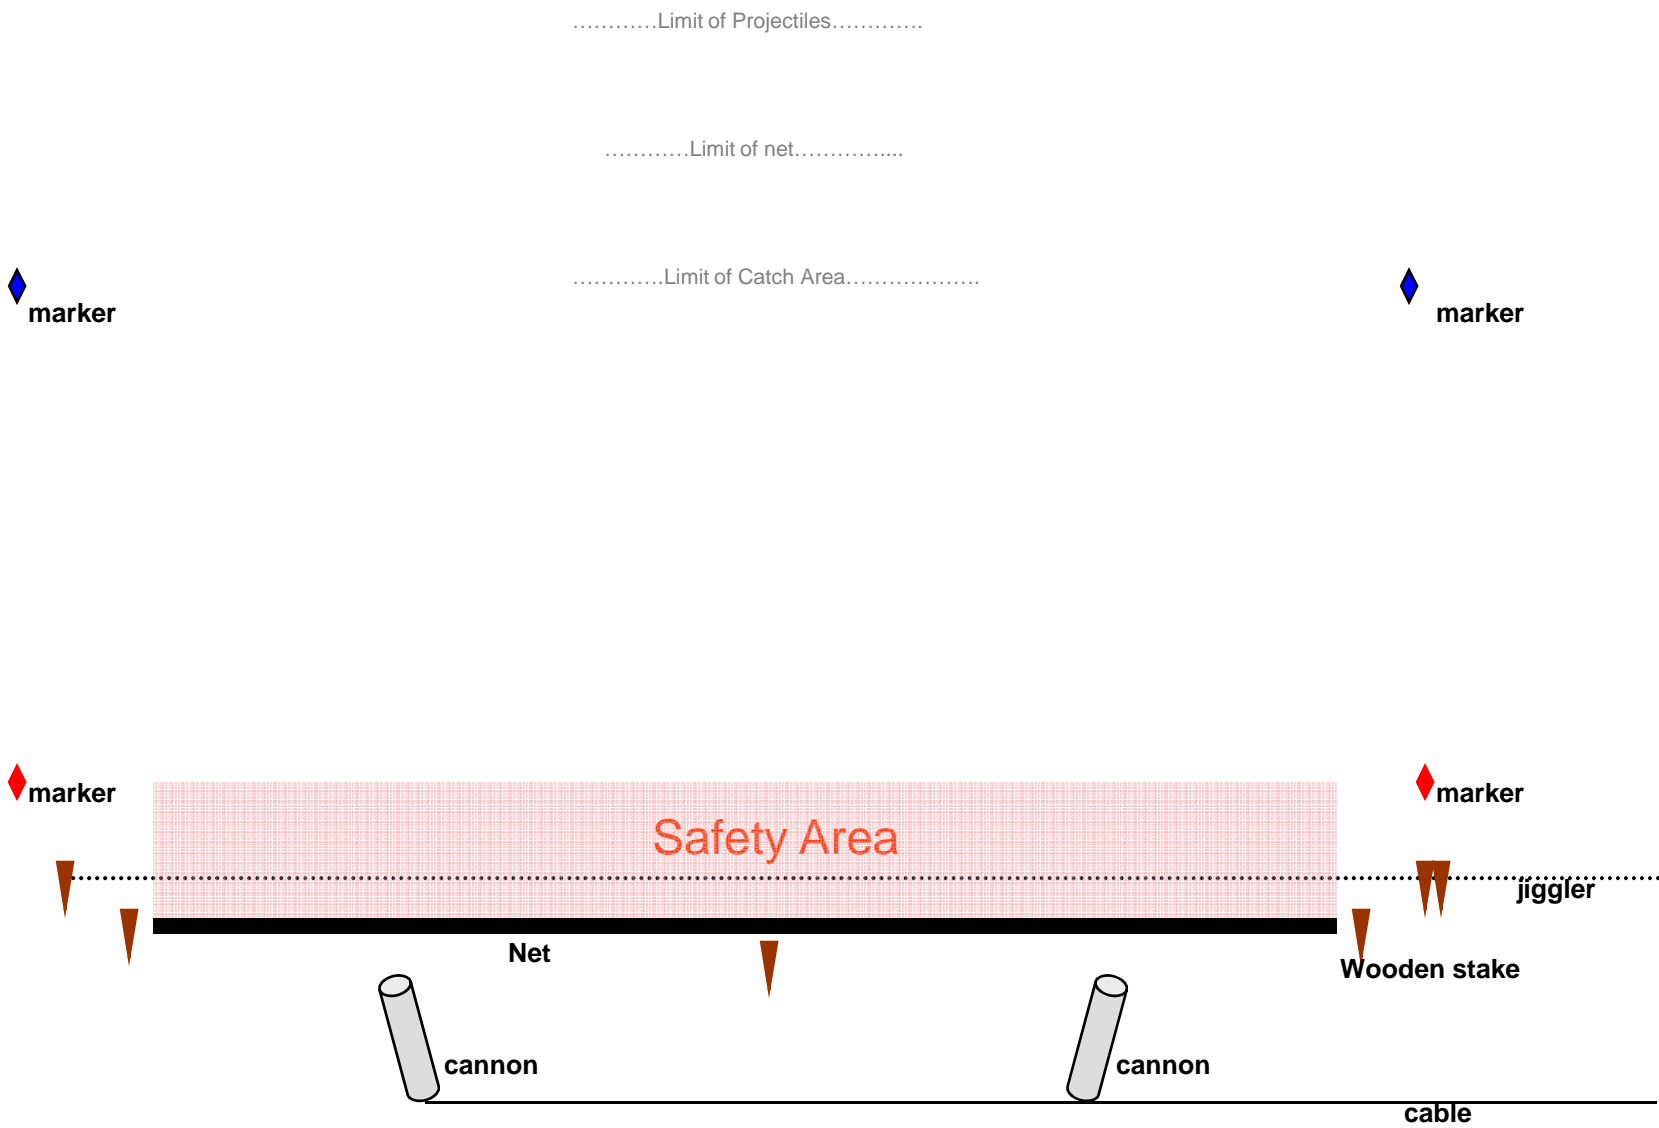 …………Limit of Projectiles………….
…………Limit of net…………....
………….Limit of Catch Area……………….
marker
marker
marker
marker
Safety Area
jiggler
Net
Wooden stake
cannon
cannon
cable